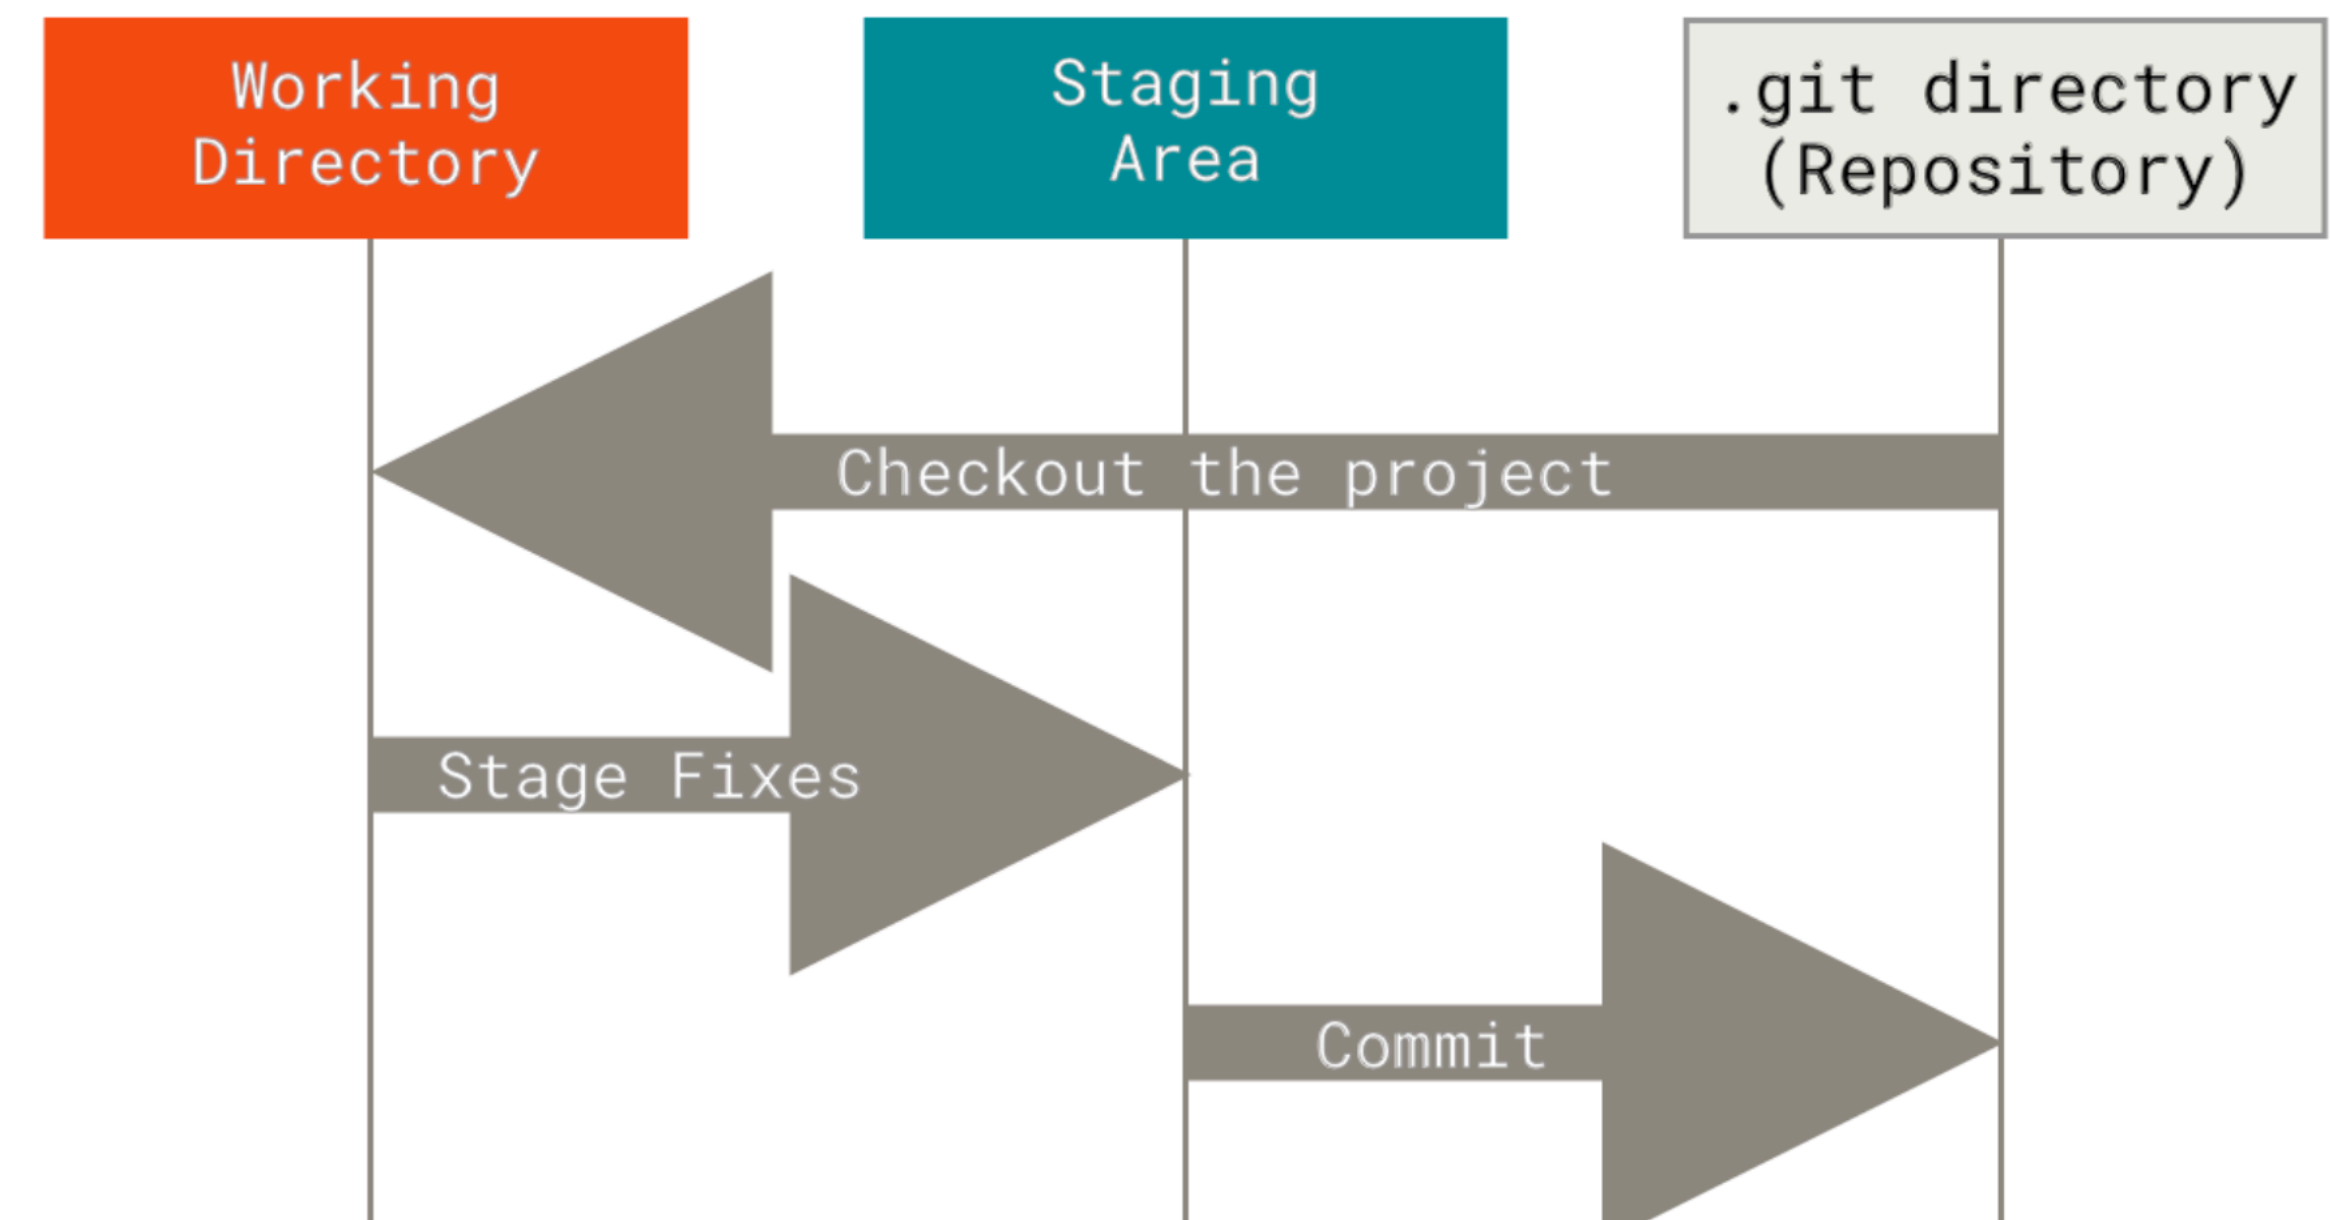 Working
Directory
Staging
Area
.git directory
(Repository)
Checkout the project
Stage Fixes
Commit